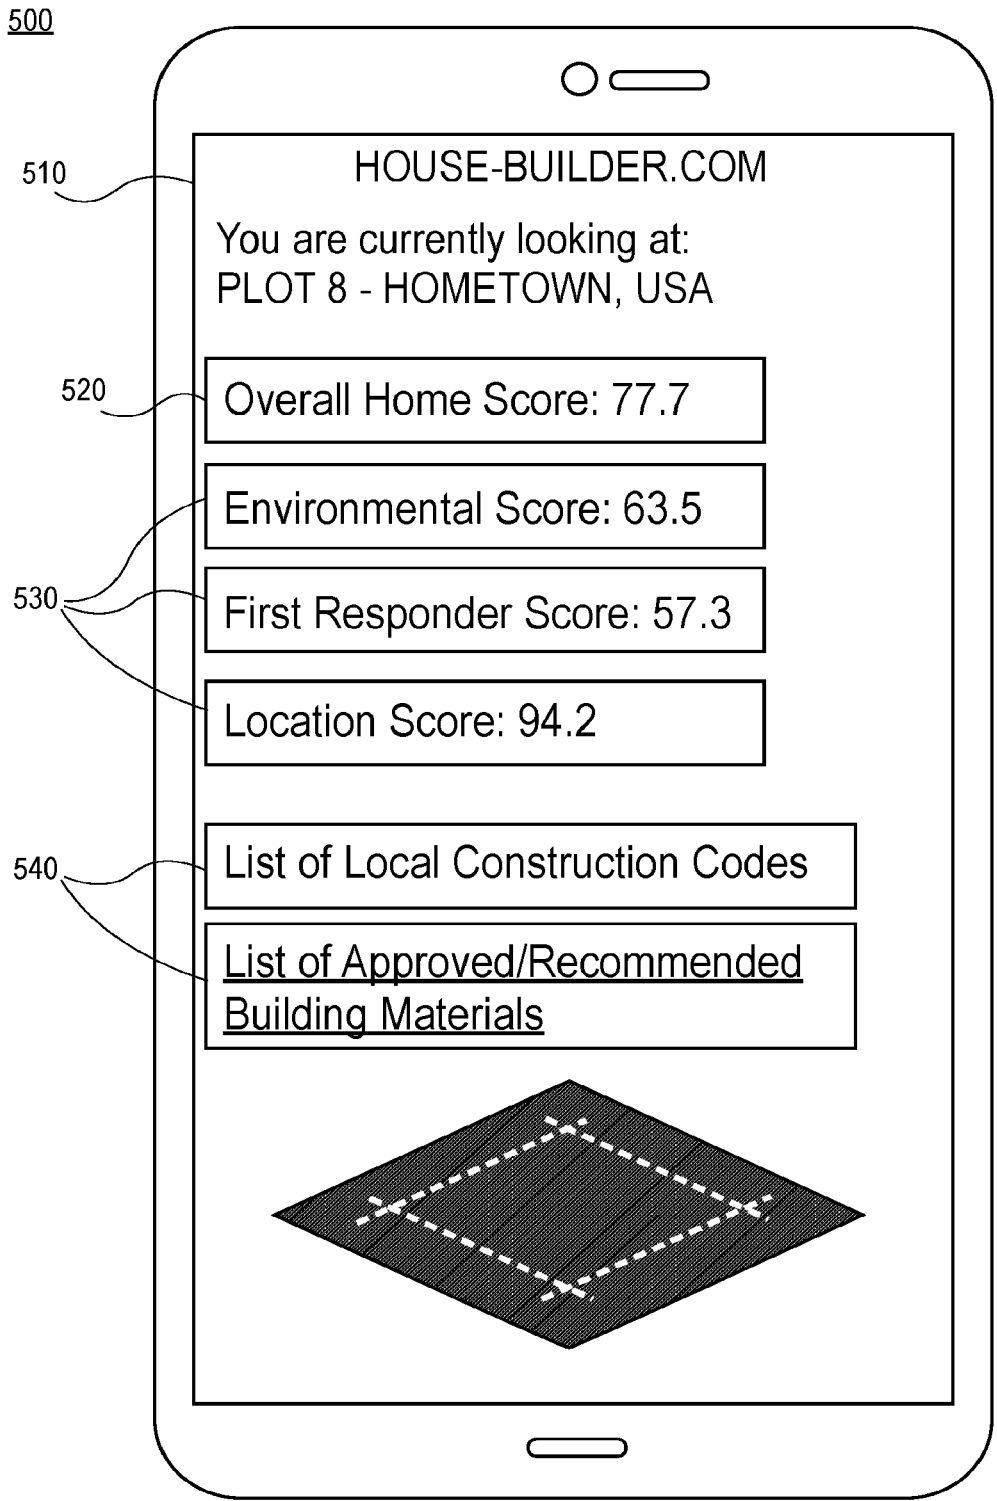 500
510
HOUSE-BUILDER.COM
You are currently looking at:
PLOT 8 - HOMETOWN, USA
520
Overall Home Score: 77.7
Environmental Score: 63.5
530
First Responder Score: 57.3
Location Score: 94.2
540
List of Local Construction Codes
List of Approved/Recommended
Building Materials